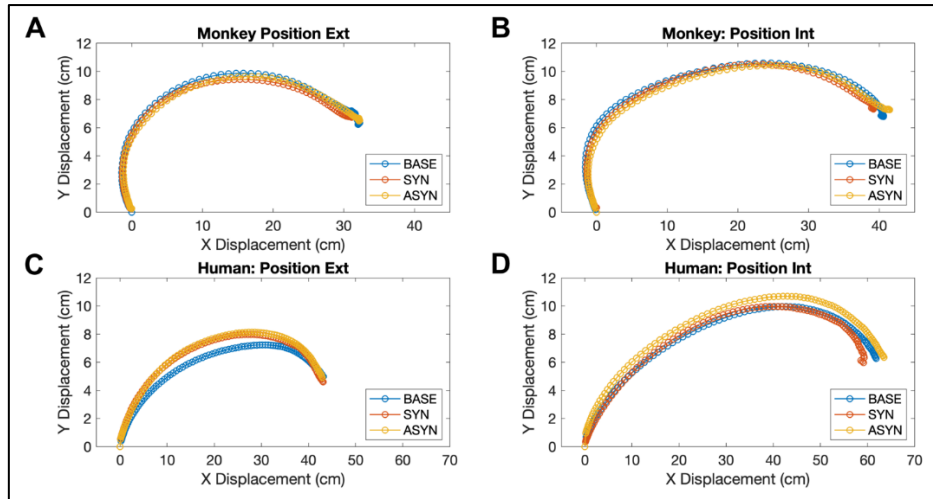 A
Monkey Position Ext
12
10
8
6
4
2
0
Y Displacement (cm)
BASE
SYN
ASYN
0 10 20 30 40
X Displacement (cm)
B
Monkey: Position Int
12
10
8
6
4
2
0
Y Displacement (cm)
BASE
SYN
ASYN
0 10 20 30 40
X Displacement (cm)
C
Human: Position Ext
12
10
8
6
4
2
0
Y Displacement (cm)
BASE
SYN
ASYN
0 10 20 30 40 50 60 70
X Displacement (cm)
D
Human: Position Int
12
10
8
6
4
2
0
Y Displacement (cm)
BASE
SYN
ASYN
0 10 20 30 40 50 60 70
X Displacement (cm)